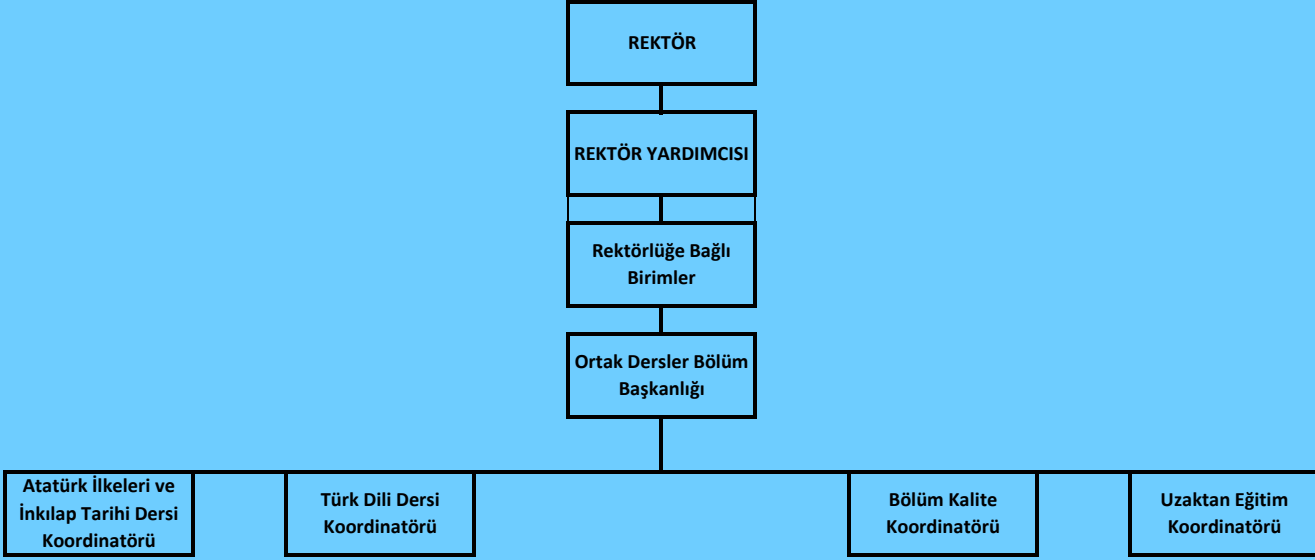 REKTÖR
REKTÖR YARDIMCISI
Rektörlüğe Bağlı
Birimler
Ortak Dersler Bölüm
Başkanlığı
Atatürk İlkeleri ve
İnkılap Tarihi Dersi
Koordinatörü
Türk Dili Dersi
Koordinatörü
Bölüm Kalite
Koordinatörü
Uzaktan Eğitim
Koordinatörü